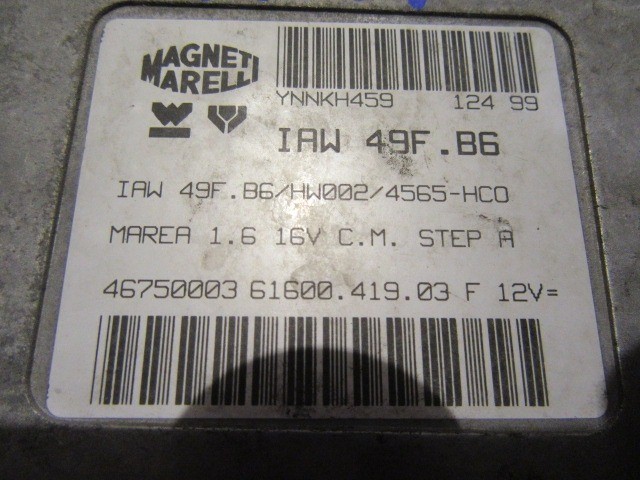 MAGNETI
MARELLI
YNNKH459 124 99
IAW 49F.B6
IAW 49F.B6/HW002/4565-HCO
MAREA 1.6 16V C.M. STEP A
46750003 61600.419.03 F 12V=